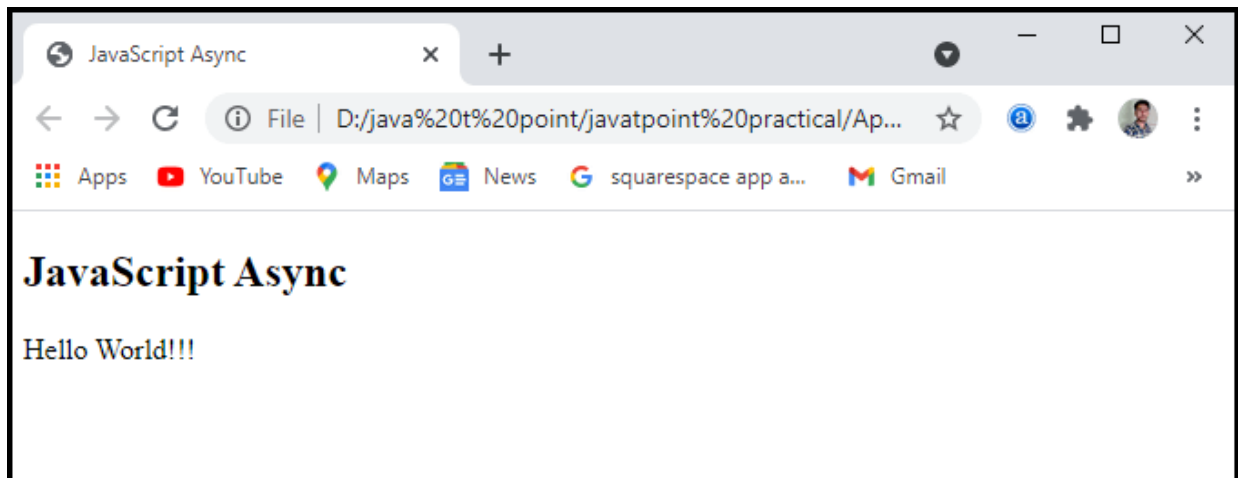 JavaScript Async
File | D:/java%20t%20point/javatpoint%20practical/Ap...
Apps YouTube Maps GE News G squarespace app a... Gmail »
JavaScript Async
Hello World!!!